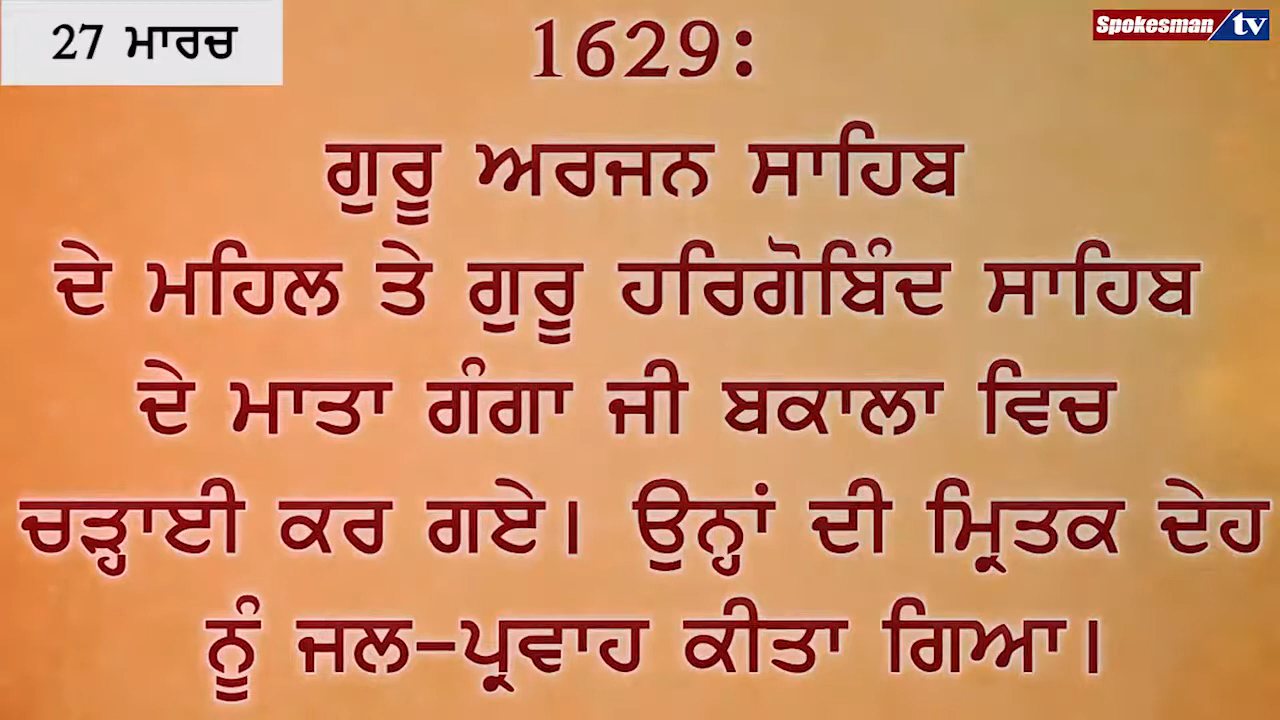 27 ਮਾਰਚ
Spokesman tv
1629:
ਗੁਰੂ ਅਰਜਨ ਸਾਹਿਬ
ਦੇ ਮਹਿਲ ਤੇ ਗੁਰੂ ਹਰਿਗੋਬਿੰਦ ਸਾਹਿਬ
ਦੇ ਮਾਤਾ ਗੰਗਾ ਜੀ ਬਕਾਲਾ ਵਿਚ
ਚੜ੍ਹਾਈ ਕਰ ਗਏ। ਉਨ੍ਹਾਂ ਦੀ ਮ੍ਰਿਤਕ ਦੇਹ
ਨੂੰ ਜਲ-ਪ੍ਰਵਾਹ ਕੀਤਾ ਗਿਆ।